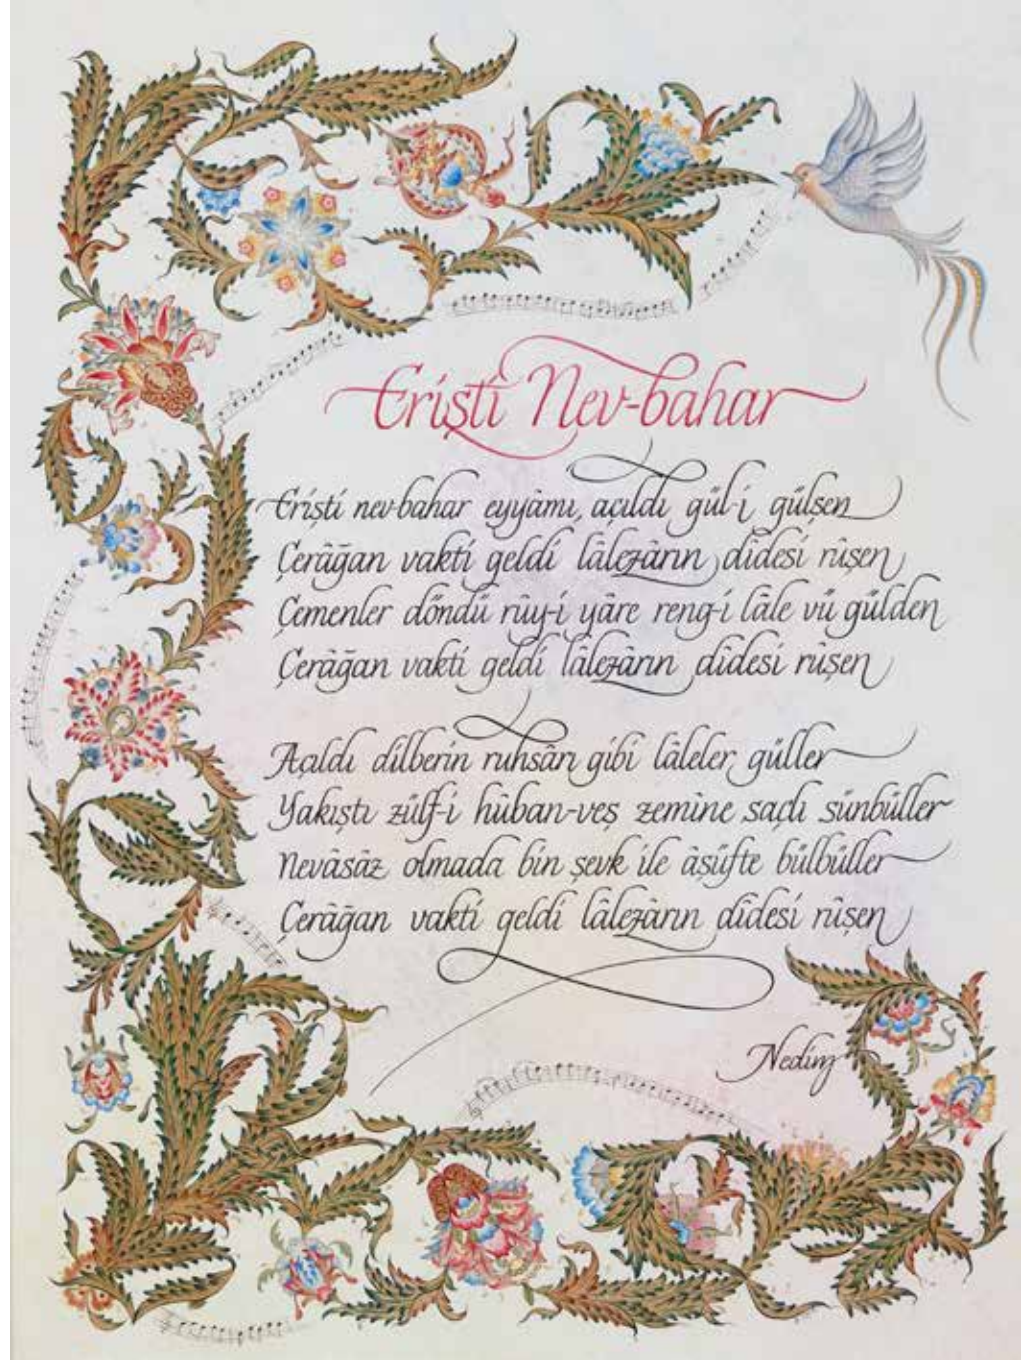 Erişti Nev-bahar
Erişti nev-bahar eyyâmı, açıldı gül-i gülşen
Çerâğan vakti geldi lâlezârın dîdesi rûşen
Çemenler döndü rûy-i yâre reng-i lâle vü gülden
Çerâğan vakti geldi lâlezârın dîdesi rûşen
Açıldı dilberin ruhsârı gibi lâleler, güller
Yakıştı zülf-i hûban-veş zemine saçdı sünbüller
Nevâsâz olmada bin şevk ile âşüfte bülbüller
Çerâğan vakti geldi lâlezârın dîdesi rûşen
Nedim